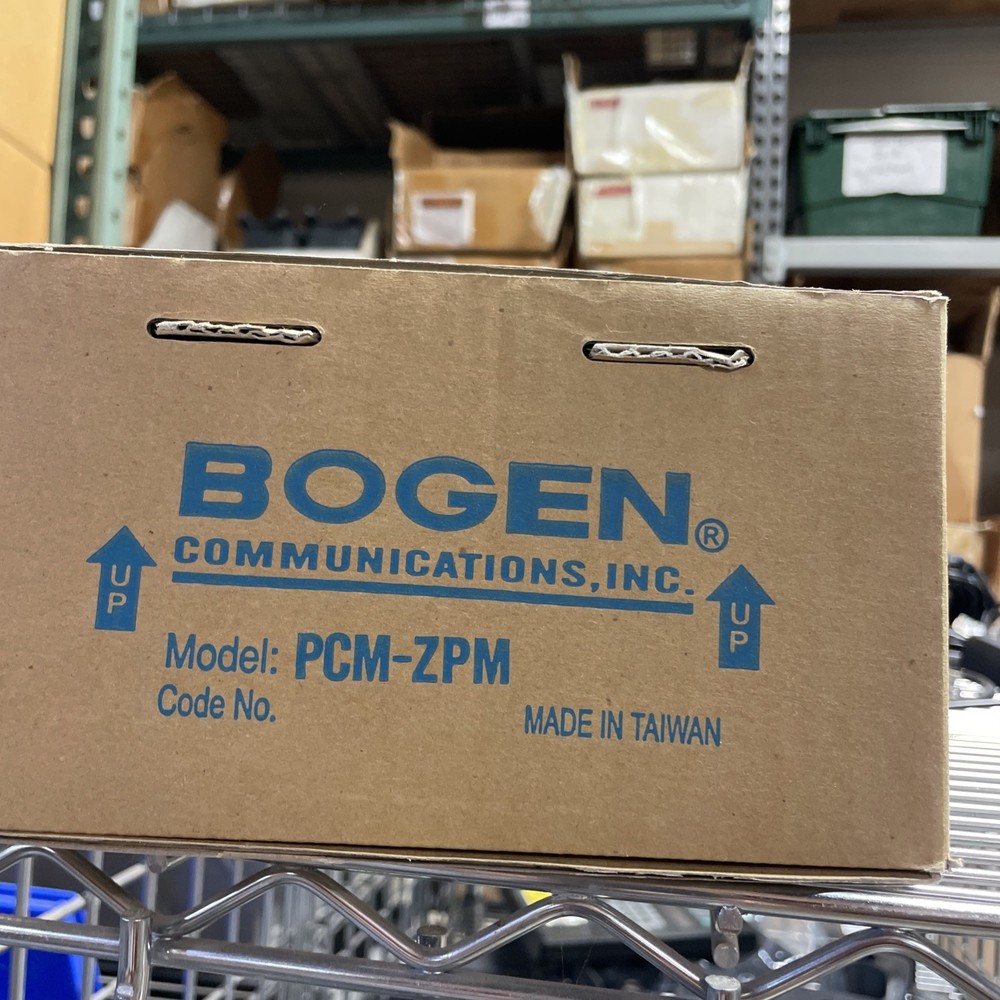 BOGEN®
COMMUNICATIONS, INC.
UP
UP
Model: PCM-ZPM
Code No.
MADE IN TAIWAN